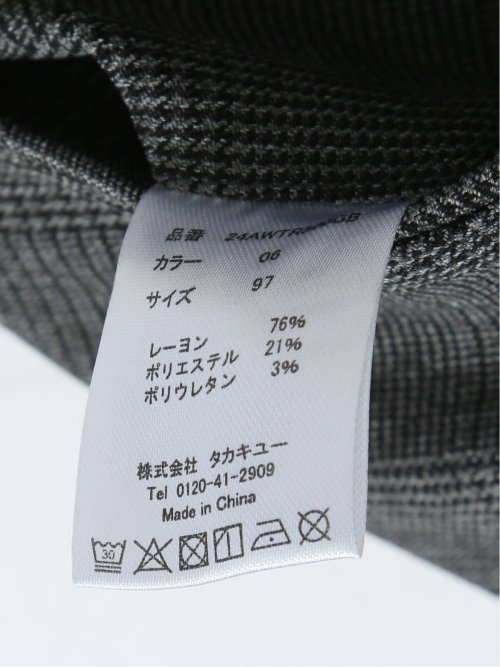 品番
カラー 06
サイズ 97
レーヨン 76%
ポリエステル 21%
ポリウレタン 3%
株式会社 タカキュー
Tel 0120-41-2909
Made in China
30